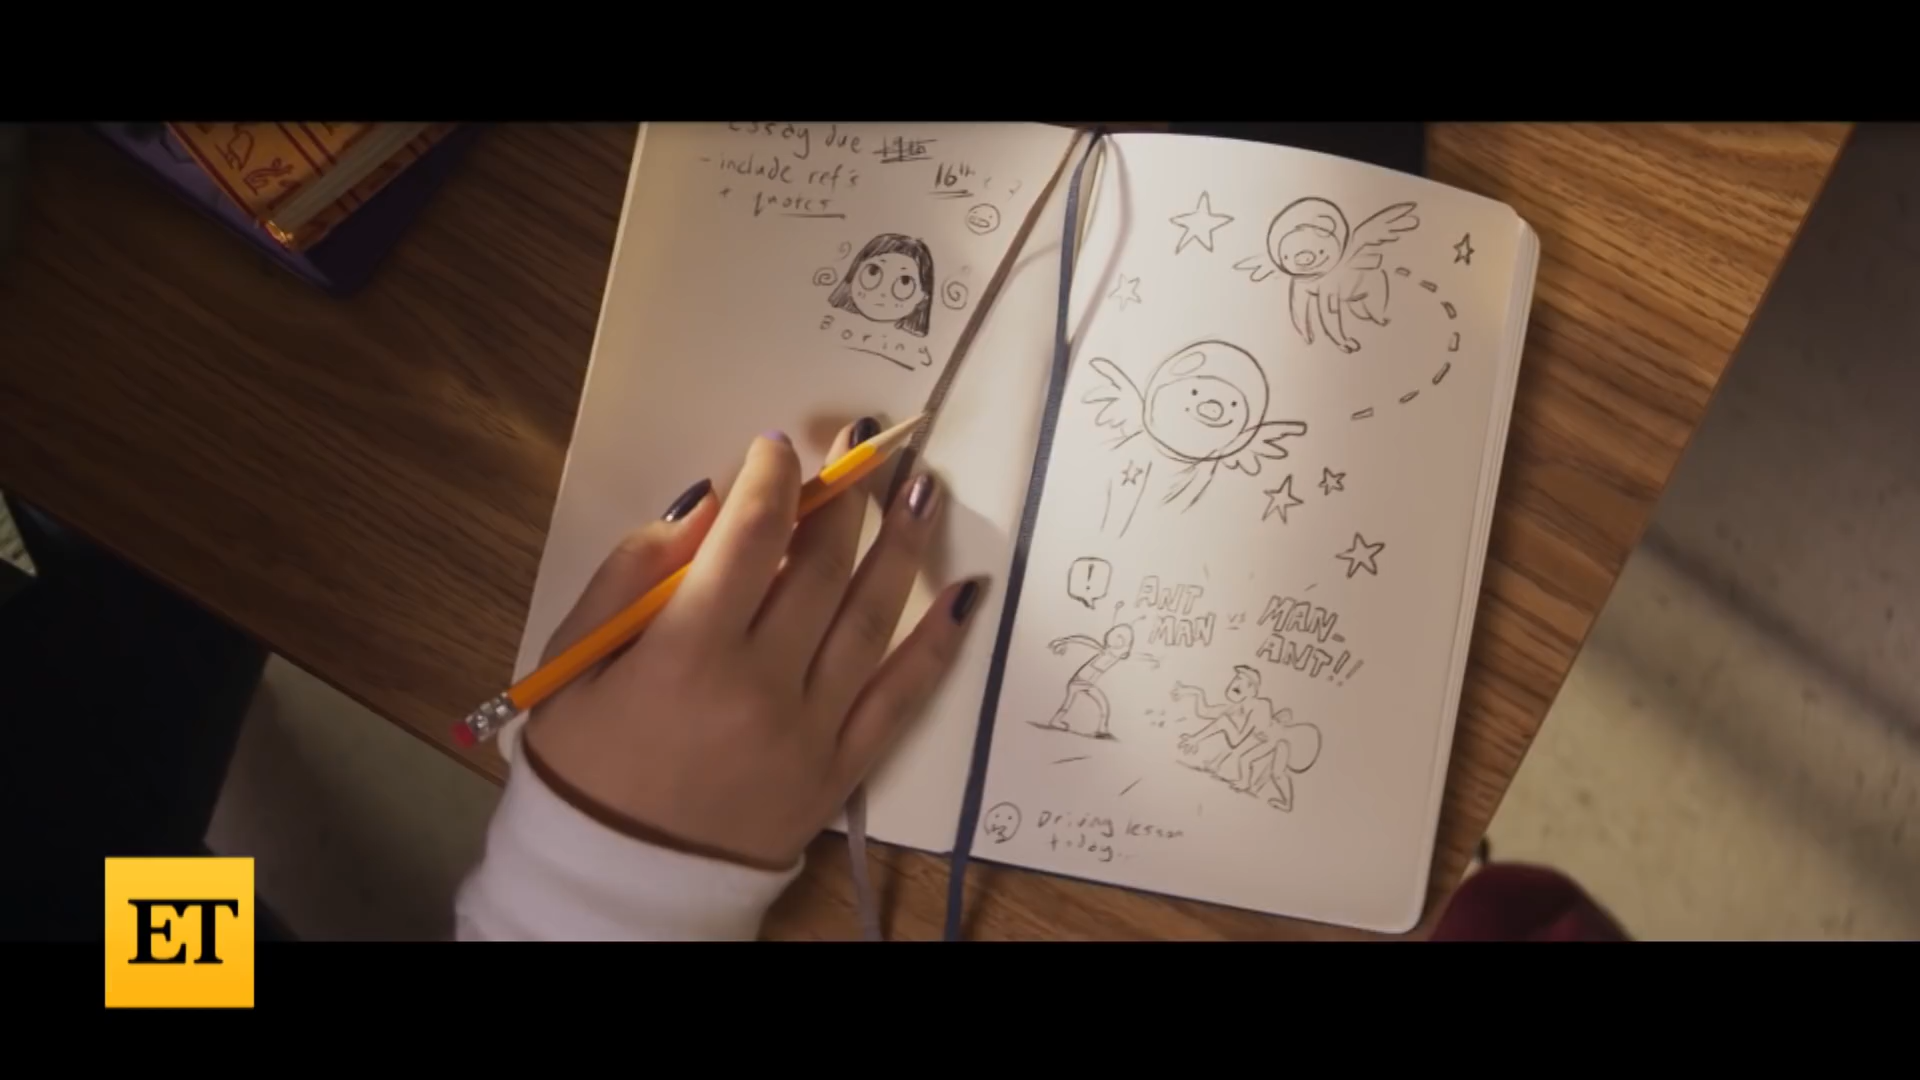 Essay due 19th
- include ref's 16th
+ quotes
Boring
!
ANT
MAN vs MAN-
ANT!!
Driving lesson
today...
ET